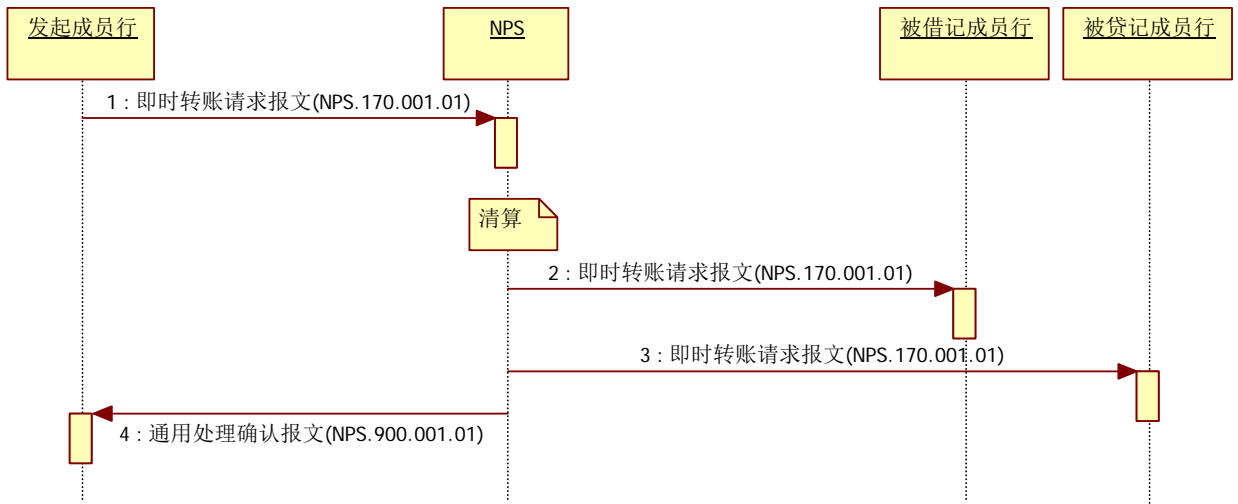 发起成员行
NPS
被借记成员行
被贷记成员行
1 : 即时转账请求报文(NPS.170.001.01)
清算
2 : 即时转账请求报文(NPS.170.001.01)
3 : 即时转账请求报文(NPS.170.001.01)
4 : 通用处理确认报文(NPS.900.001.01)